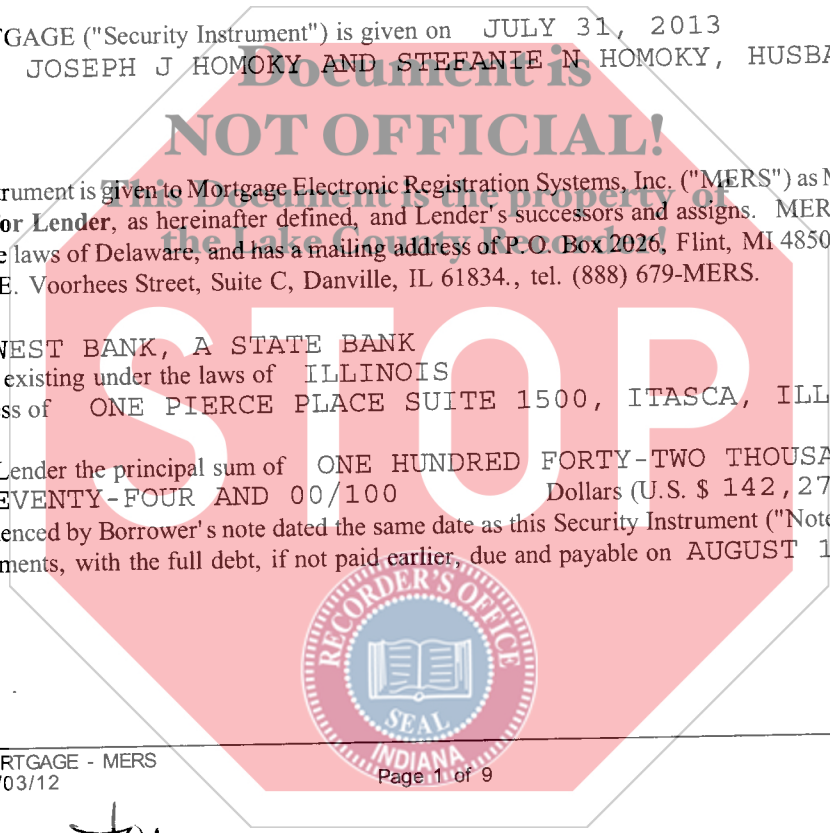 TGAGE ("Security Instrument") is given on JULY 31, 2013
JOSEPH J HOMOKY AND STEFANIE N HOMOKY, HUSBA
Document is
NOT OFFICIAL!
This Document is the property of
the Lake County Recorder!
rument is given to Mortgage Electronic Registration Systems, Inc. ("MERS") as N
or Lender, as hereinafter defined, and Lender's successors and assigns. MER
e laws of Delaware, and has a mailing address of P.O. Box 2026, Flint, MI 4850
E. Voorhees Street, Suite C, Danville, IL 61834., tel. (888) 679-MERS.
STOP
WEST BANK, A STATE BANK
existing under the laws of ILLINOIS
ss of ONE PIERCE PLACE SUITE 1500, ITASCA, ILL
Lender the principal sum of ONE HUNDRED FORTY-TWO THOUSA
EVENTY-FOUR AND 00/100 Dollars (U.S. $ 142,27
enced by Borrower's note dated the same date as this Security Instrument ("Note
ments, with the full debt, if not paid earlier, due and payable on AUGUST 1
RECORDER'S OFFICE
SEAL
INDIANA
RTGAGE - MERS
/03/12
Page 1 of 9